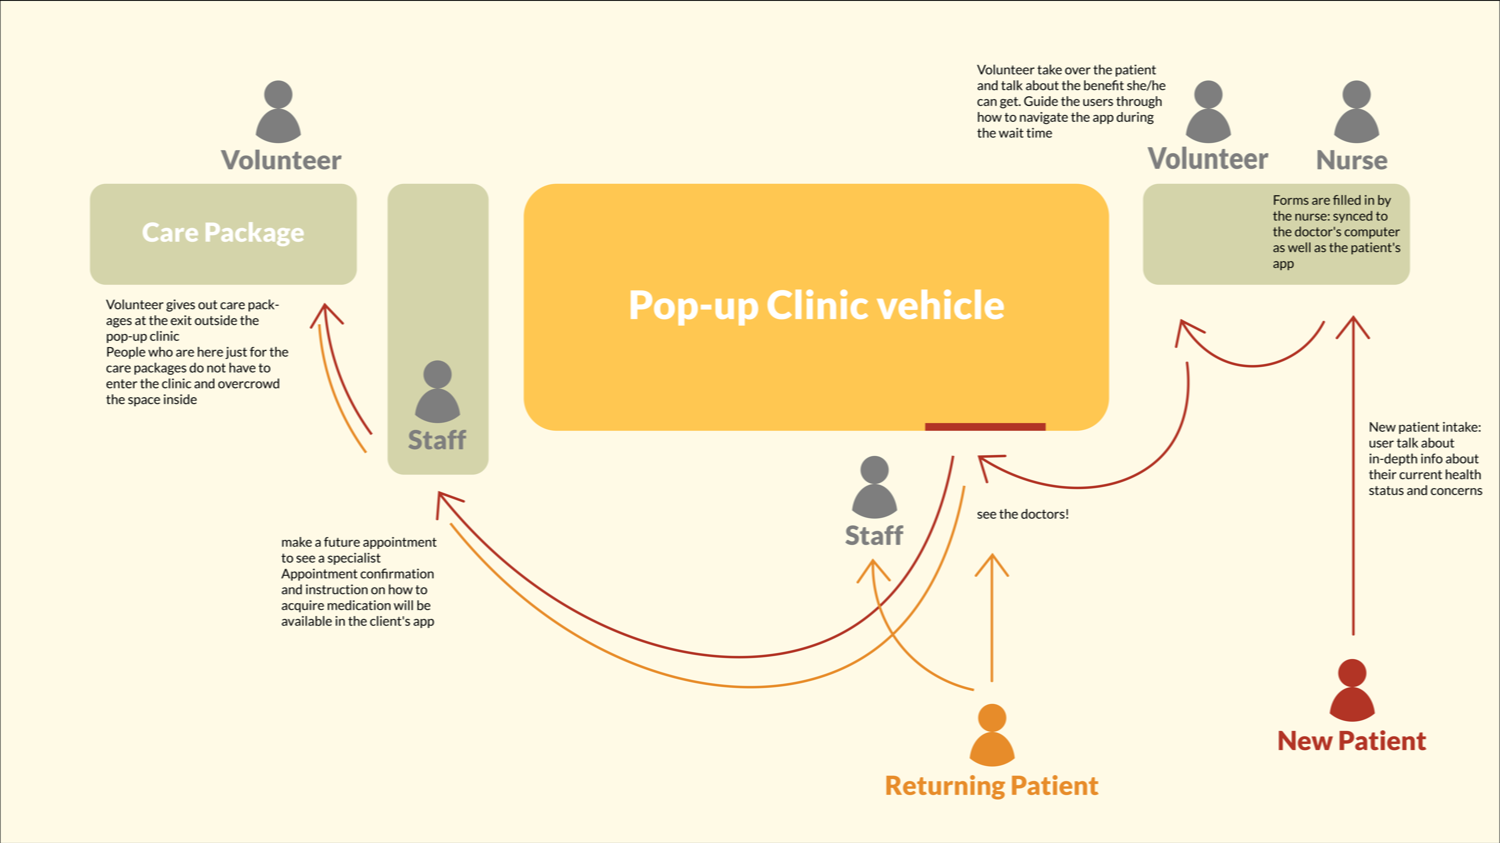 Volunteer take over the patient
and talk about the benefit she/he
can get. Guide the users through
how to navigate the app during
the wait time
Volunteer
Volunteer
Nurse
Care Package
Forms are filled in by
the nurse: synced to
the doctor's computer
as well as the patient's
app
Pop-up Clinic vehicle
Volunteer gives out care pack-
ages at the exit outside the
pop-up clinic
People who are here just for the
care packages do not have to
enter the clinic and overcrowd
the space inside
Staff
New patient intake:
user talk about
in-depth info about
their current health
status and concerns
see the doctors!
Staff
make a future appointment
to see a specialist
Appointment confirmation
and instruction on how to
acquire medication will be
available in the client's app
New Patient
Returning Patient